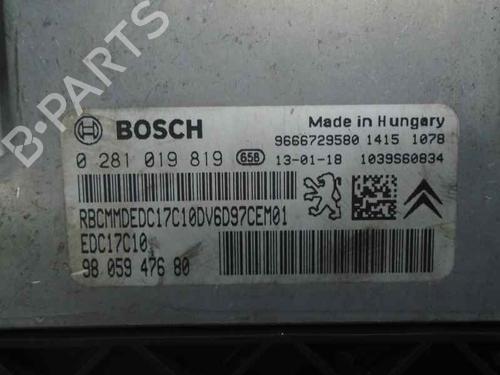 B-PARTS
BOSCH
Made in Hungary
9666729580 1415 1078
0 281 019 819 658 13-01-18 1039S60834
RBCMMDEDC17C10DV6D97CEM01
EDC17C10
98 059 476 80